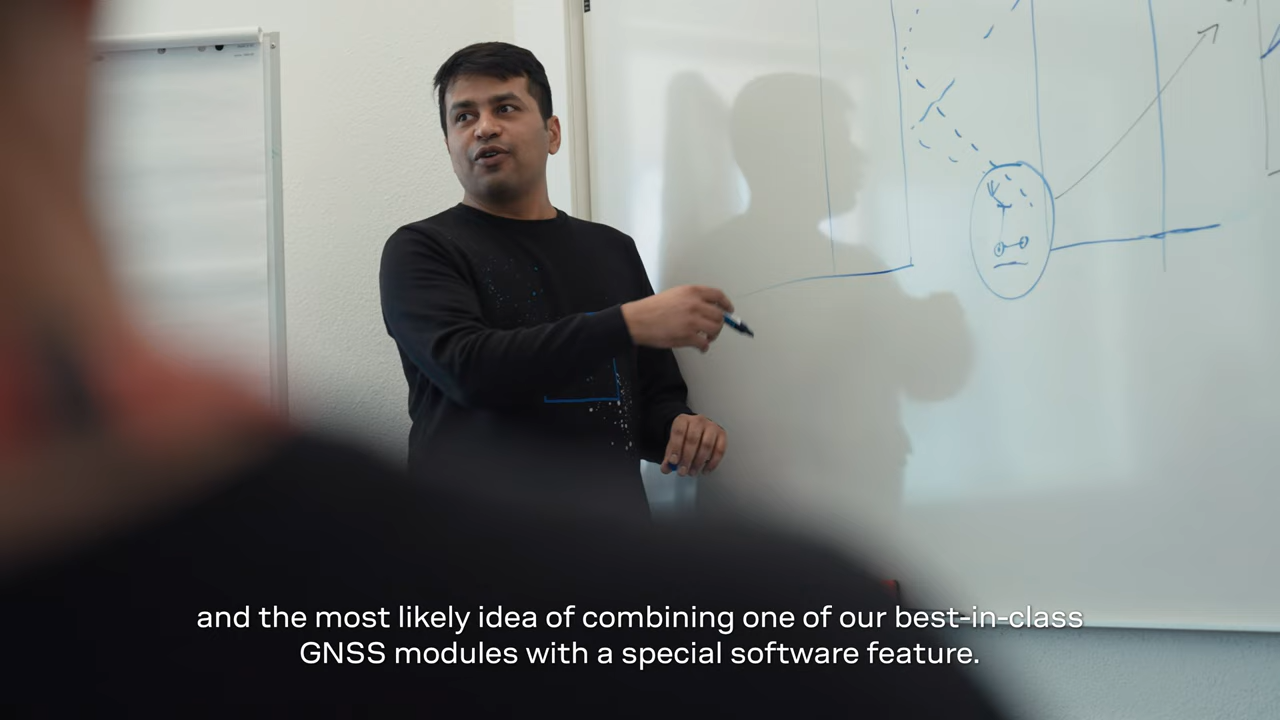 and the most likely idea of combining one of our best-in-class
GNSS modules with a special software feature.